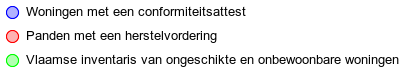 Woningen met een conformiteitsattest
Panden met een herstelvordering
Vlaamse inventaris van ongeschikte en onbewoonbare woningen